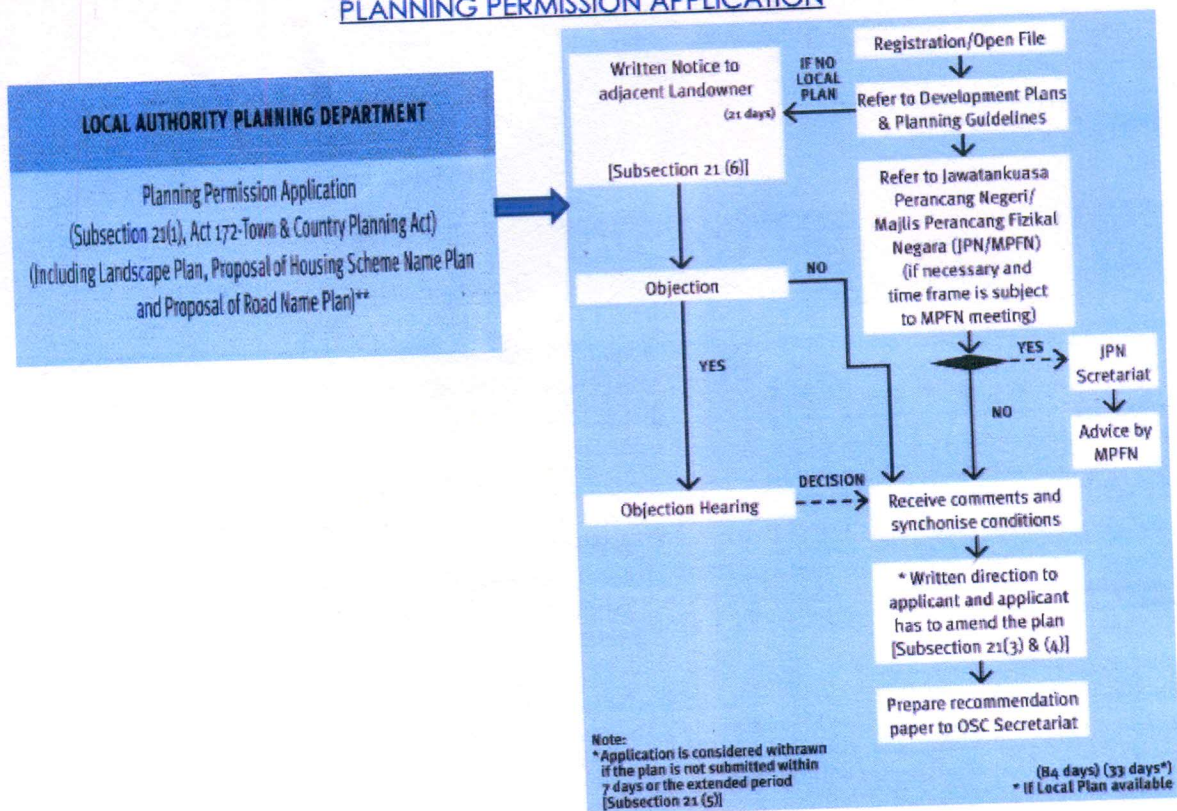 PLANNING PERMISSION APPLICATION
LOCAL AUTHORITY PLANNING DEPARTMENT
Planning Permission Application
(Subsection 21(1), Act 172-Town & Country Planning Act)
(Including Landscape Plan, Proposal of Housing Scheme Name Plan
and Proposal of Road Name Plan)**
Registration/Open File
IF NO
LOCAL
PLAN
Refer to Development Plans
& Planning Guidelines
Written Notice to
adjacent Landowner
(21 days)
[Subsection 21 (6)]
Refer to Jawatankuasa
Perancang Negeri/
Majlis Perancang Fizikal
Negara (JPN/MPFN)
(if necessary and
time frame is subject
to MPFN meeting)
Objection
NO
YES
YES
JPN
Scretariat
NO
Advice by
MPFN
Objection Hearing
DECISION
Receive comments and
synchonise conditions
* Written direction to
applicant and applicant
has to amend the plan
[Subsection 21(3) & (4)]
Prepare recommendation
paper to OSC Secretariat
Note:
*Application is considered withrawn
if the plan is not submitted within
7 days or the extended period
[Subsection 21 (5)]
(84 days) (33 days*)
* If Local Plan available